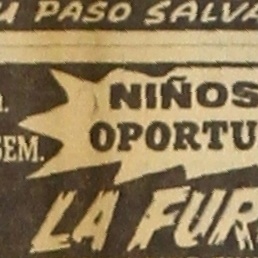 U PASO SALVA
NIÑOS
OPORTU
SEM.
LA FUR